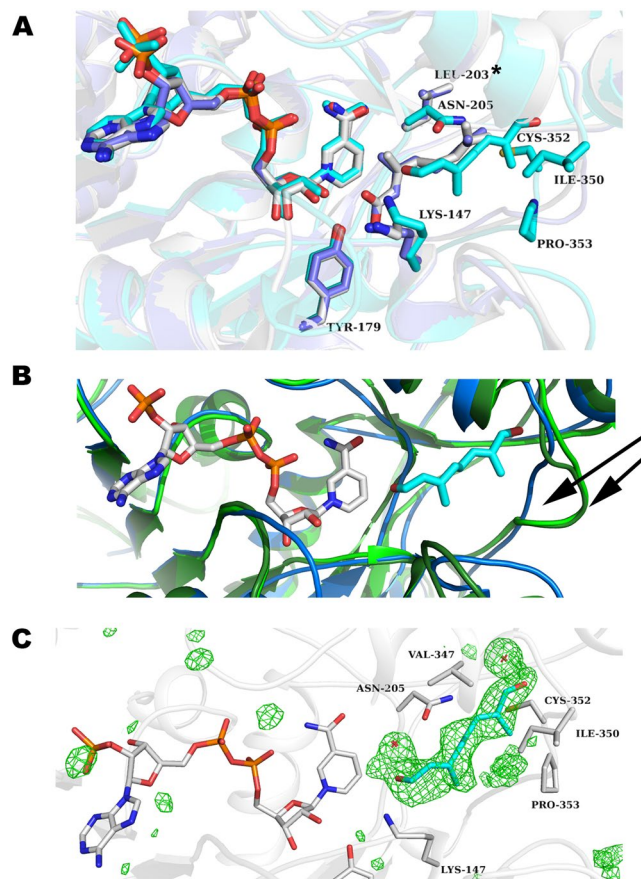 A
LEU-203*
ASN-205
CYS-352
ILE-350
LYS-147
PRO-353
TYR-179
B
C
VAL-347
ASN-205
CYS-352
ILE-350
PRO-353
LYS-147